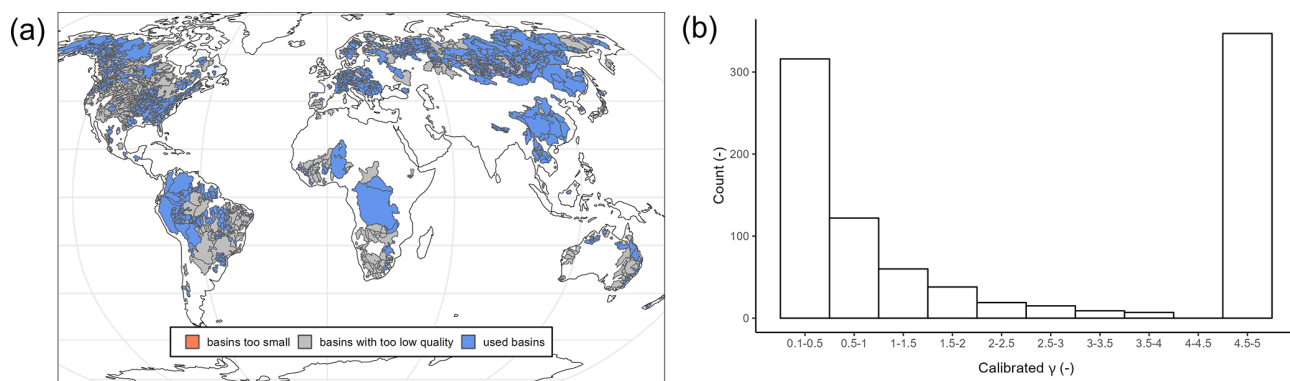 (a)
basins too small
basins with too low quality
used basins
(b)
Count (-)
300
200
100
0
0.1-0.5
0.5-1
1-1.5
1.5-2
2-2.5
2.5-3
3-3.5
3.5-4
4-4.5
4.5-5
Calibrated γ (-)